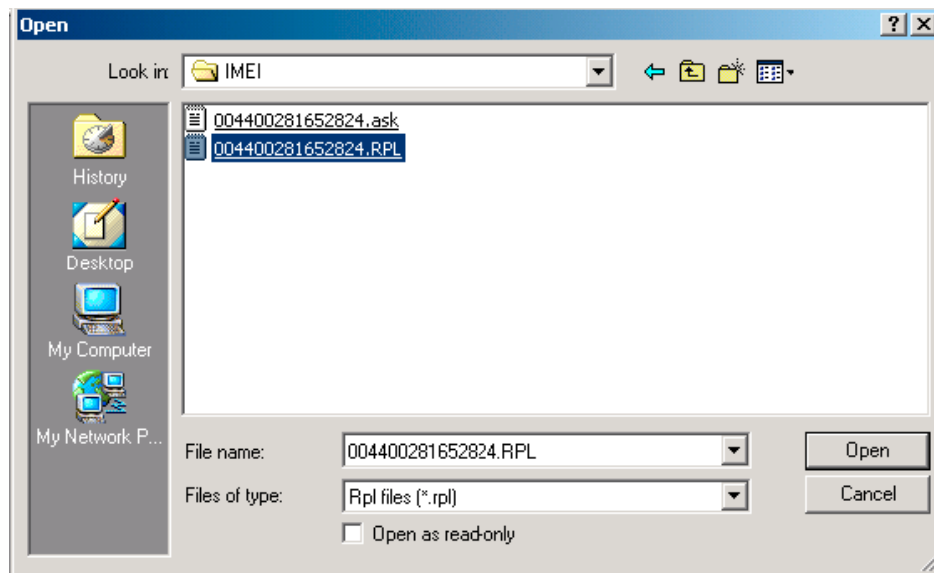 Open
Look in:
IMEI
History
Desktop
My Computer
My Network P...
004400281652824.ask
004400281652824.RPL
File name:
004400281652824.RPL
Open
Files of type:
Rpl files (*.rpl)
Cancel
Open as read-only